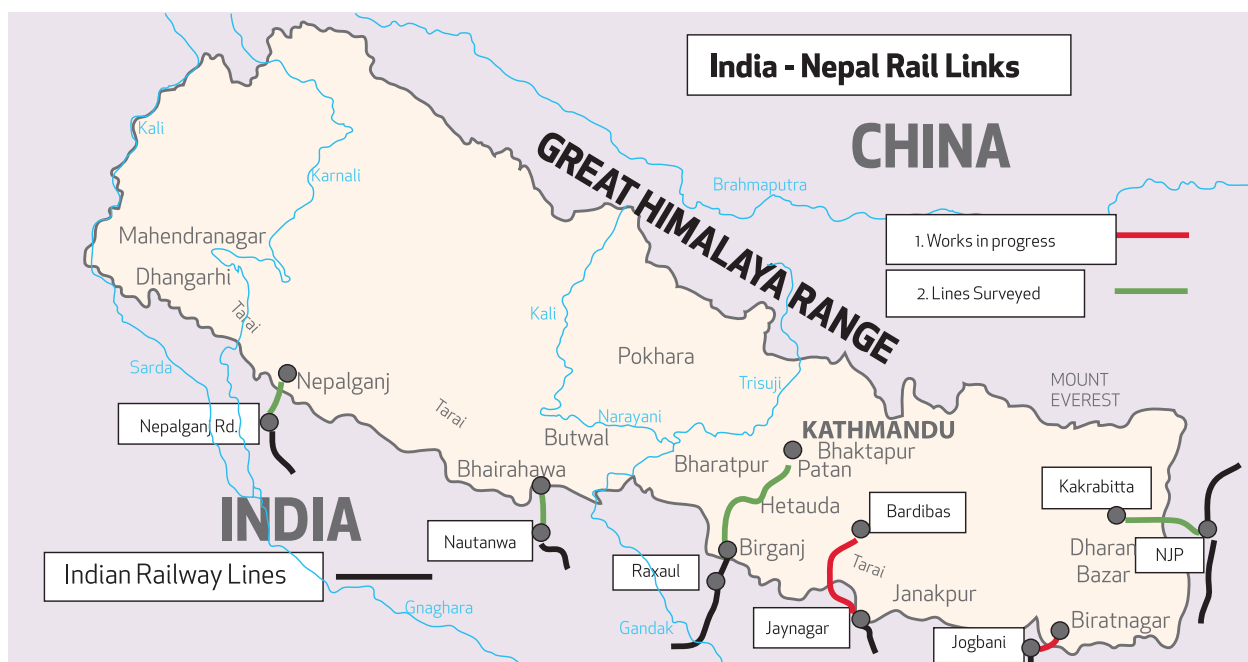 India - Nepal Rail Links
CHINA
GREAT HIMALAYA RANGE
Kali
Karnali
Brahmaputra
1. Works in progress
2. Lines Surveyed
Mahendranagar
Dhangarhi
Tarai
Kali
Sarda
Pokhara
Trisuji
Nepalganj
Nepalganj Rd.
Tarai
Narayani
Butwal
MOUNT
EVEREST
KATHMANDU
Bhaktapur
Patan
Bharatpur
Bhairahawa
Hetauda
Kakrabitta
INDIA
Nautanwa
Bardibas
Birganj
Dharan
Bazar
NJP
Indian Railway Lines
Raxaul
Tarai
Janakpur
Gnaghara
Gandak
Jaynagar
Biratnagar
Jogbani